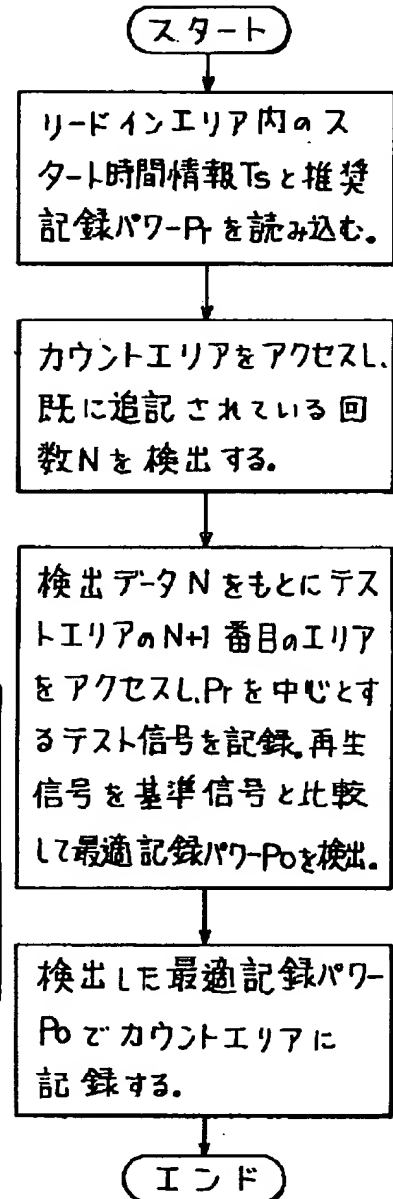 スタート
リードインエリア内のス
タート時間情報Tsと推奨
記録パワーPrを読み込む。
カウントエリアをアクセスし、
既に追記されている回
数Nを検出する。
検出データNをもとにテス
トエリアのN+1番目のエリア
をアクセスし、Prを中心とす
るテスト信号を記録。再生
信号を基準信号と比較
して最適記録パワーPoを検出。
検出した最適記録パワー
Poでカウントエリアに
記録する。
エンド